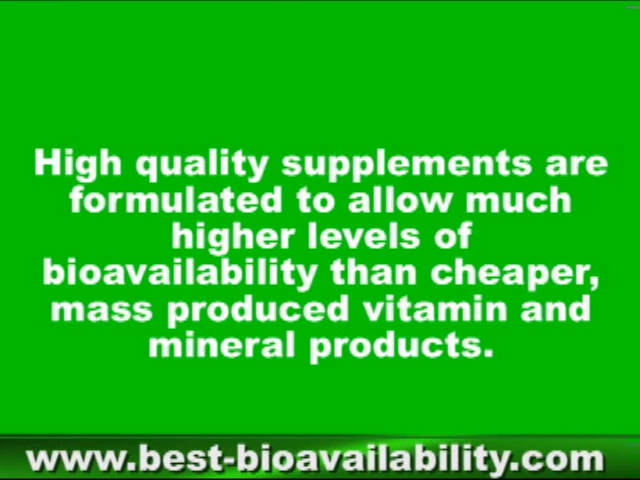 High quality supplements are
formulated to allow much
higher levels of
bioavailability than cheaper,
mass produced vitamin and
mineral products.
www.best-bioavailability.com